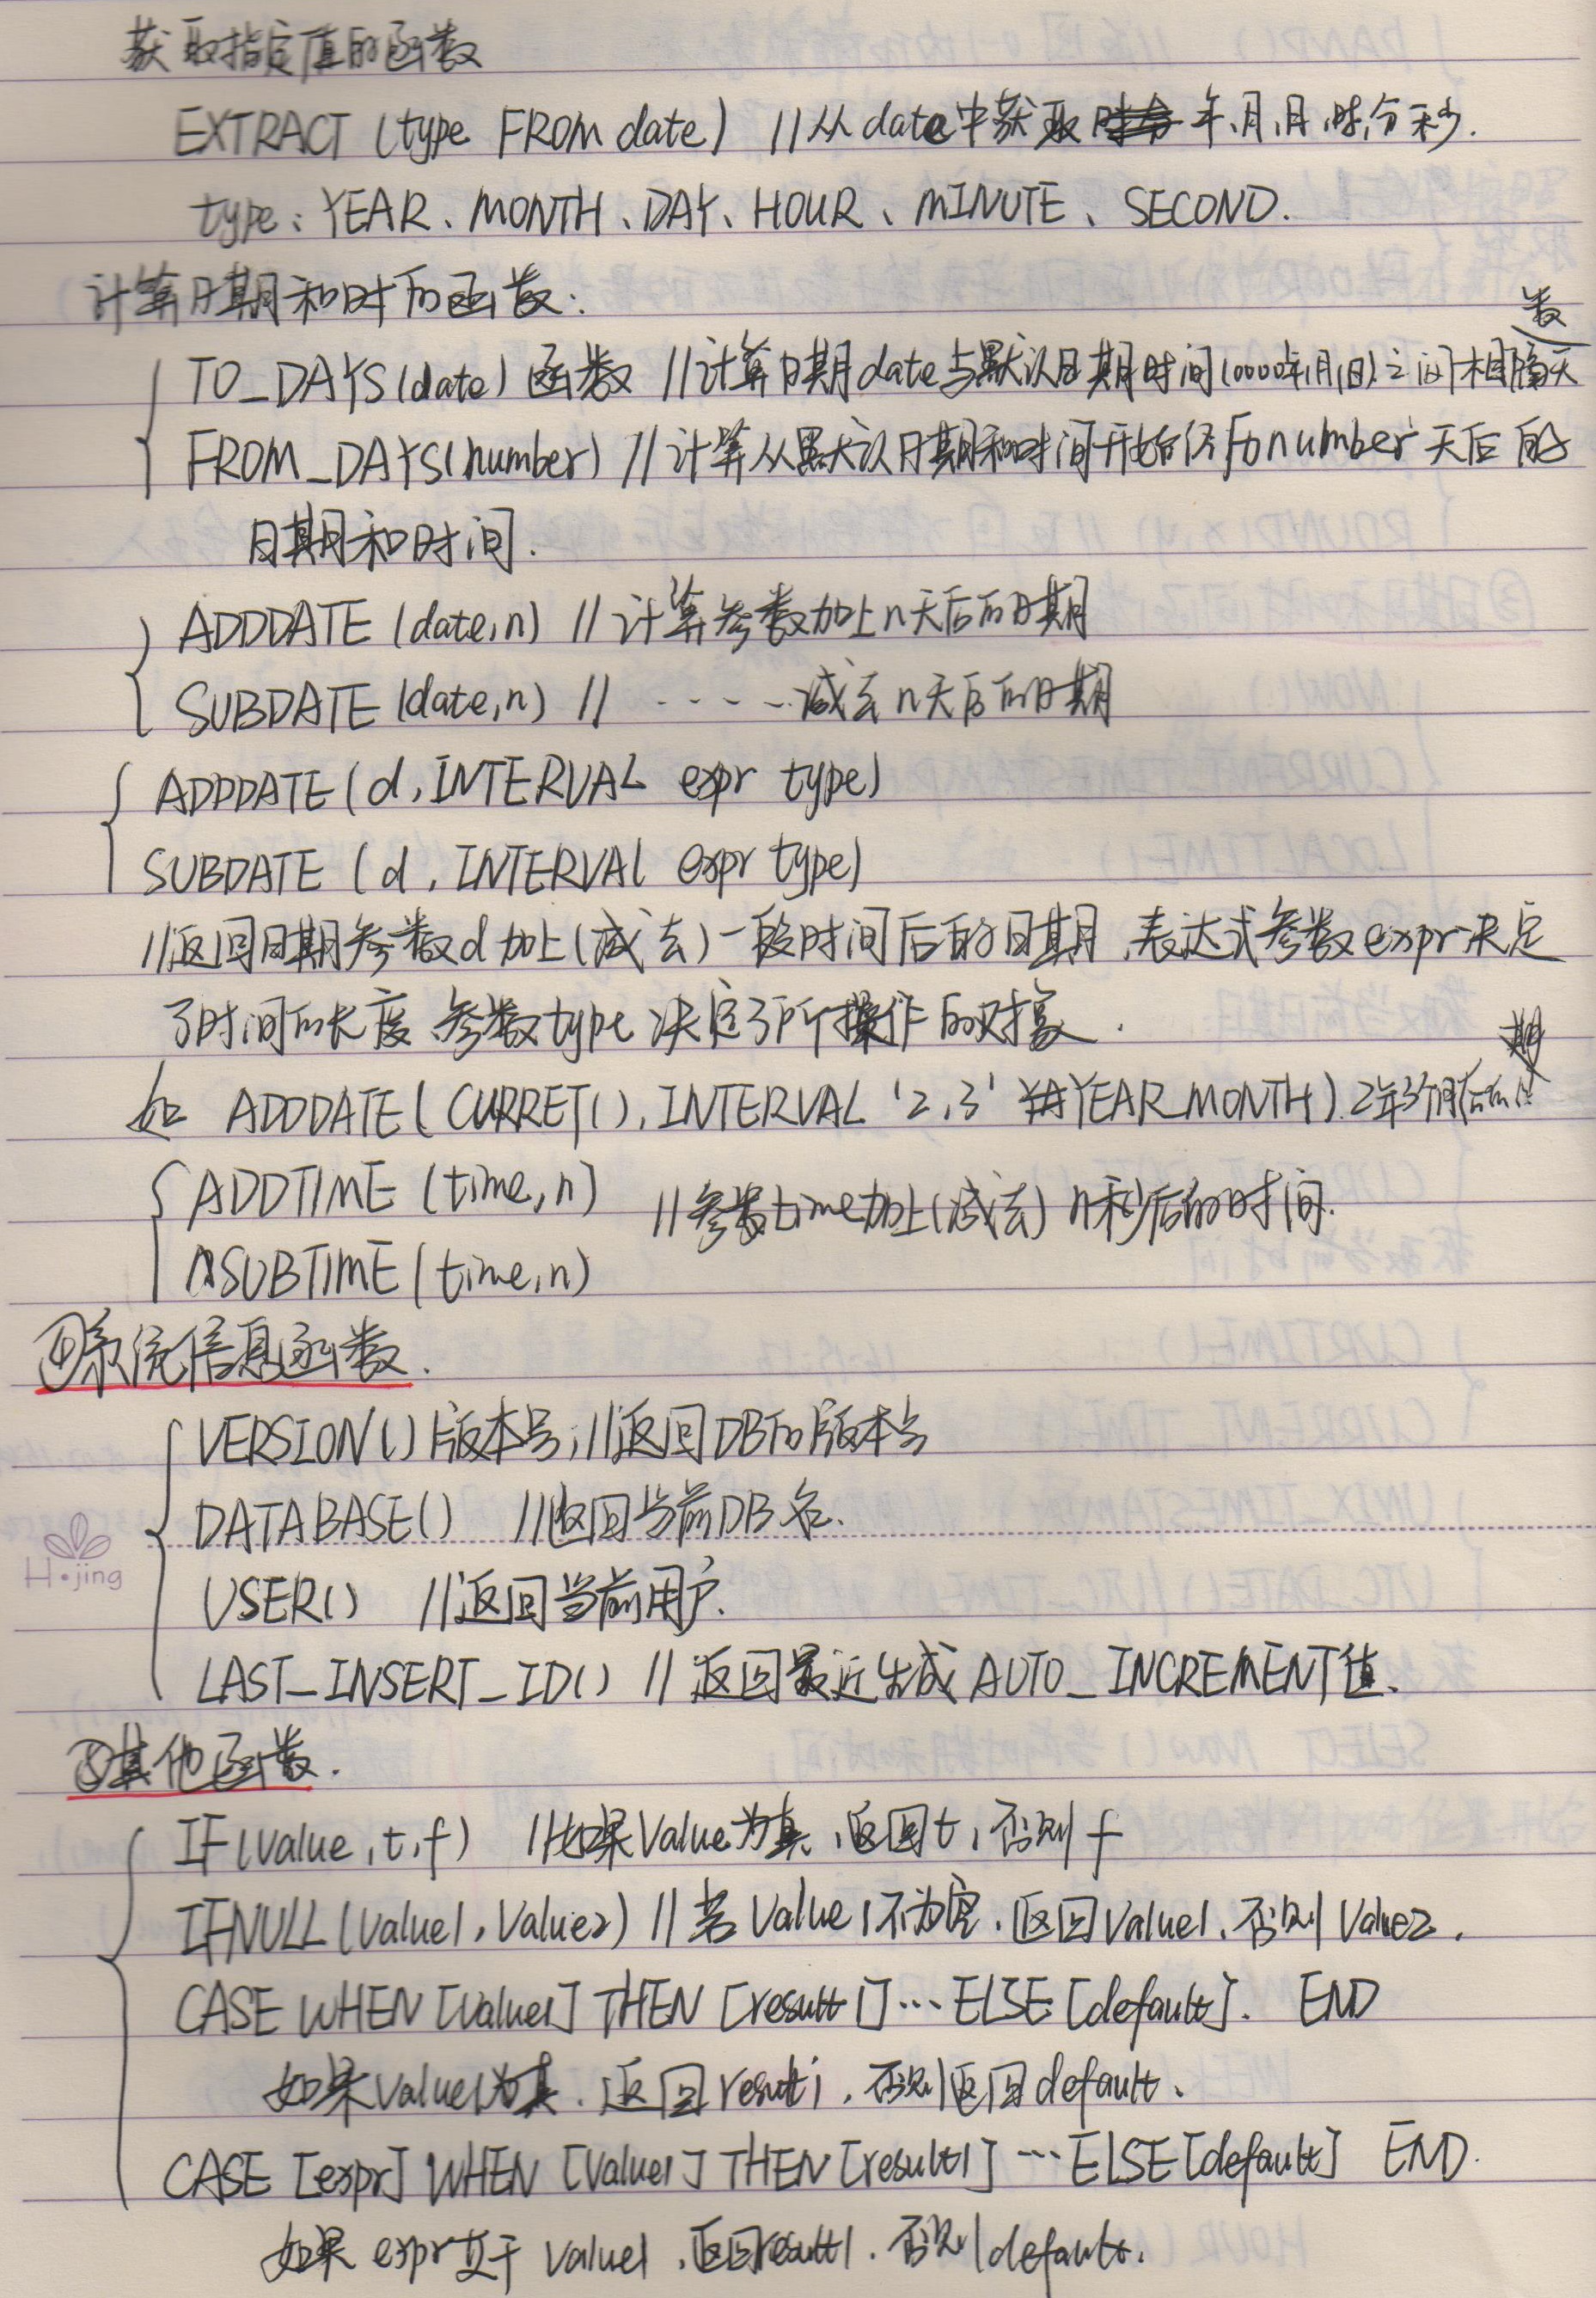 获取指定值的函数
EXTRACT (type FROM date) //从date中获取 年、月、日、时、分、秒.
type: YEAR、MONTH、DAY、HOUR、MINUTE、SECOND.
计算日期和时间的函数:
TO_DAYS(date)函数 //计算日期date与默认日期时间(0000年1月1日)之间相隔天数
FROM_DAYS(number) //计算从默认日期和时间开始经历number天后的
日期和时间.
ADDDATE (date,n) //计算参数加上n天后的日期
SUBDATE (date,n) // ‐ ‐ ‐ ‐ ‐ 减去n天后的日期
ADDDATE(d,INTERVAL expr type)
SUBDATE (d,INTERVAL expr type)
//返回日期参数d加上(减去)一段时间后的日期,表达式参数expr决定
了时间的长度,参数type决定了所操作的对象.
如 ADDDATE( CURRET(), INTERVAL '2,3' YEAR_MONTH).2年3个月后的日期
ADDTIME (time,n) //参数time加上(减去) n秒后的时间.
SUBTIME (time,n)
④系统信息函数.
VERSION()版本号;//返回DB的版本号
DATABASE() //返回当前DB名.
USER() //返回当前用户.
LAST_INSERT_ID() //返回最近生成AUTO_INCREMENT值.
H•jing
⑤其他函数.
IF(value,t,f) //如果Value为真,返回t,否则f
IFNULL(Value1,Value2) //若Value1不为空,返回Value1,否则Value2.
CASE WHEN [Value1] THEN [result1]…ELSE [default]. END
如果Value1为真,返回result1,否则返回default.
CASE [expr] WHEN [Value1] THEN [result1]…ELSE[default] END.
如果 expr 等于 Value1,返回result1,否则default.